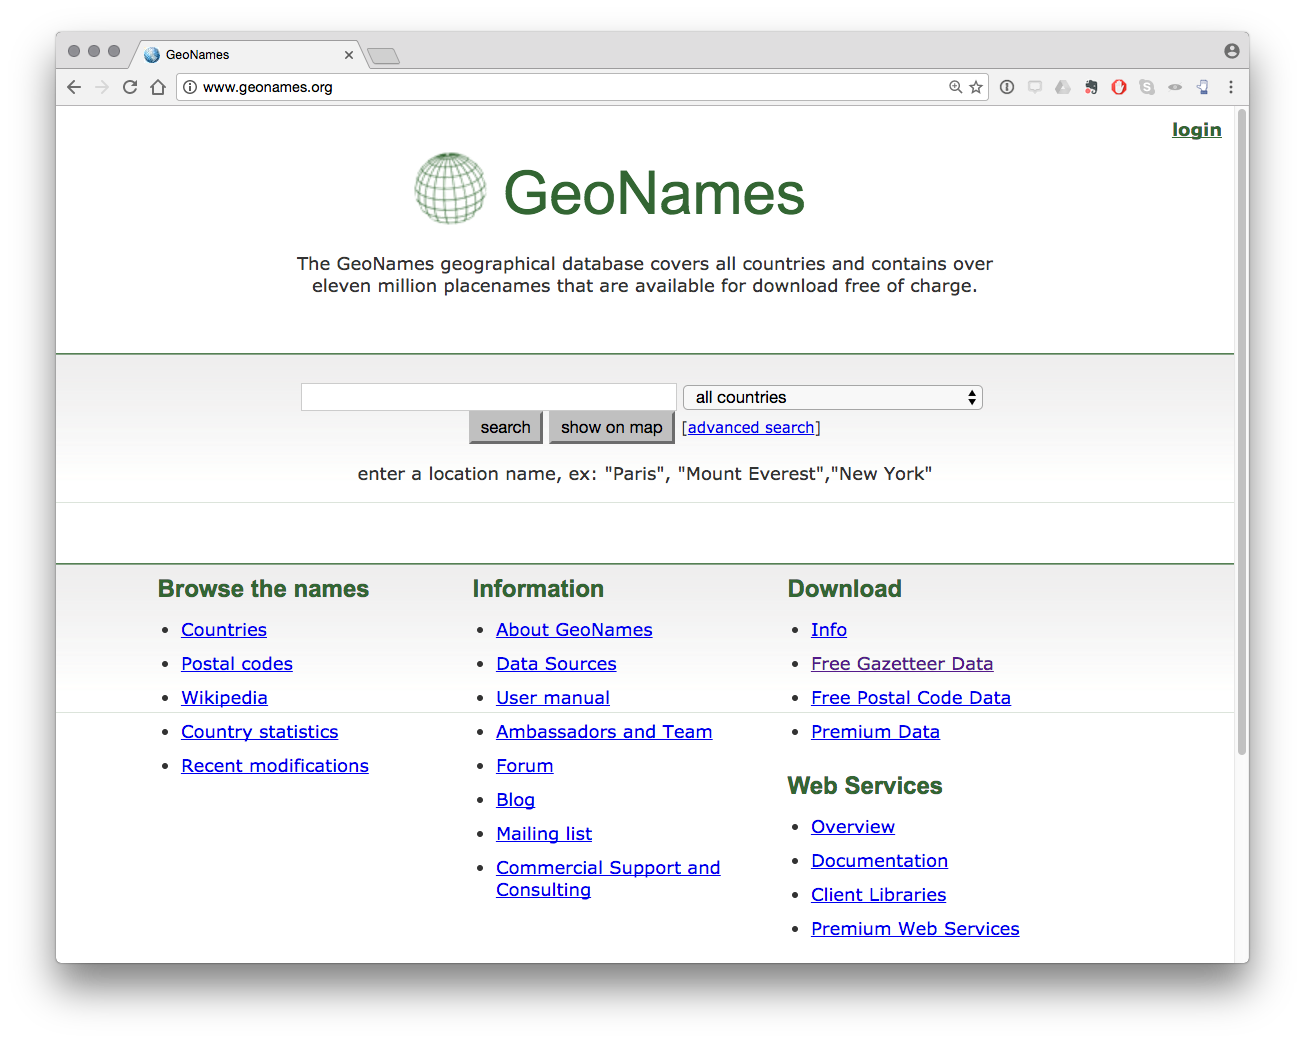 GeoNames
www.geonames.org
login
GeoNames
The GeoNames geographical database covers all countries and contains over
eleven million placenames that are available for download free of charge.
all countries
search show on map [advanced search]
enter a location name, ex: "Paris", "Mount Everest","New York"
Browse the names
Countries
Postal codes
Wikipedia
Country statistics
Recent modifications
Information
About GeoNames
Data Sources
User manual
Ambassadors and Team
Forum
Blog
Mailing list
Commercial Support and
Consulting
Download
Info
Free Gazetteer Data
Free Postal Code Data
Premium Data
Web Services
Overview
Documentation
Client Libraries
Premium Web Services